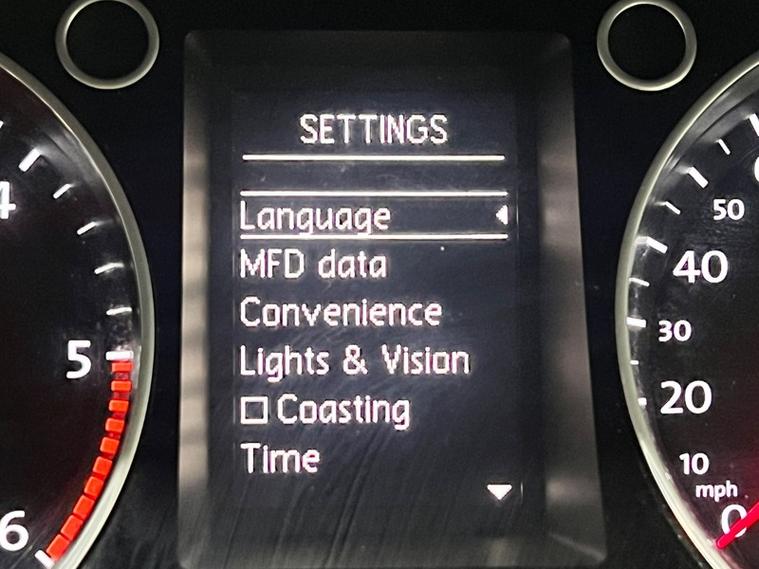 SETTINGS
Language
MFD data
Convenience
Lights & Vision
Coasting
Time
4
5
6
50
40
30
20
10
mph
0